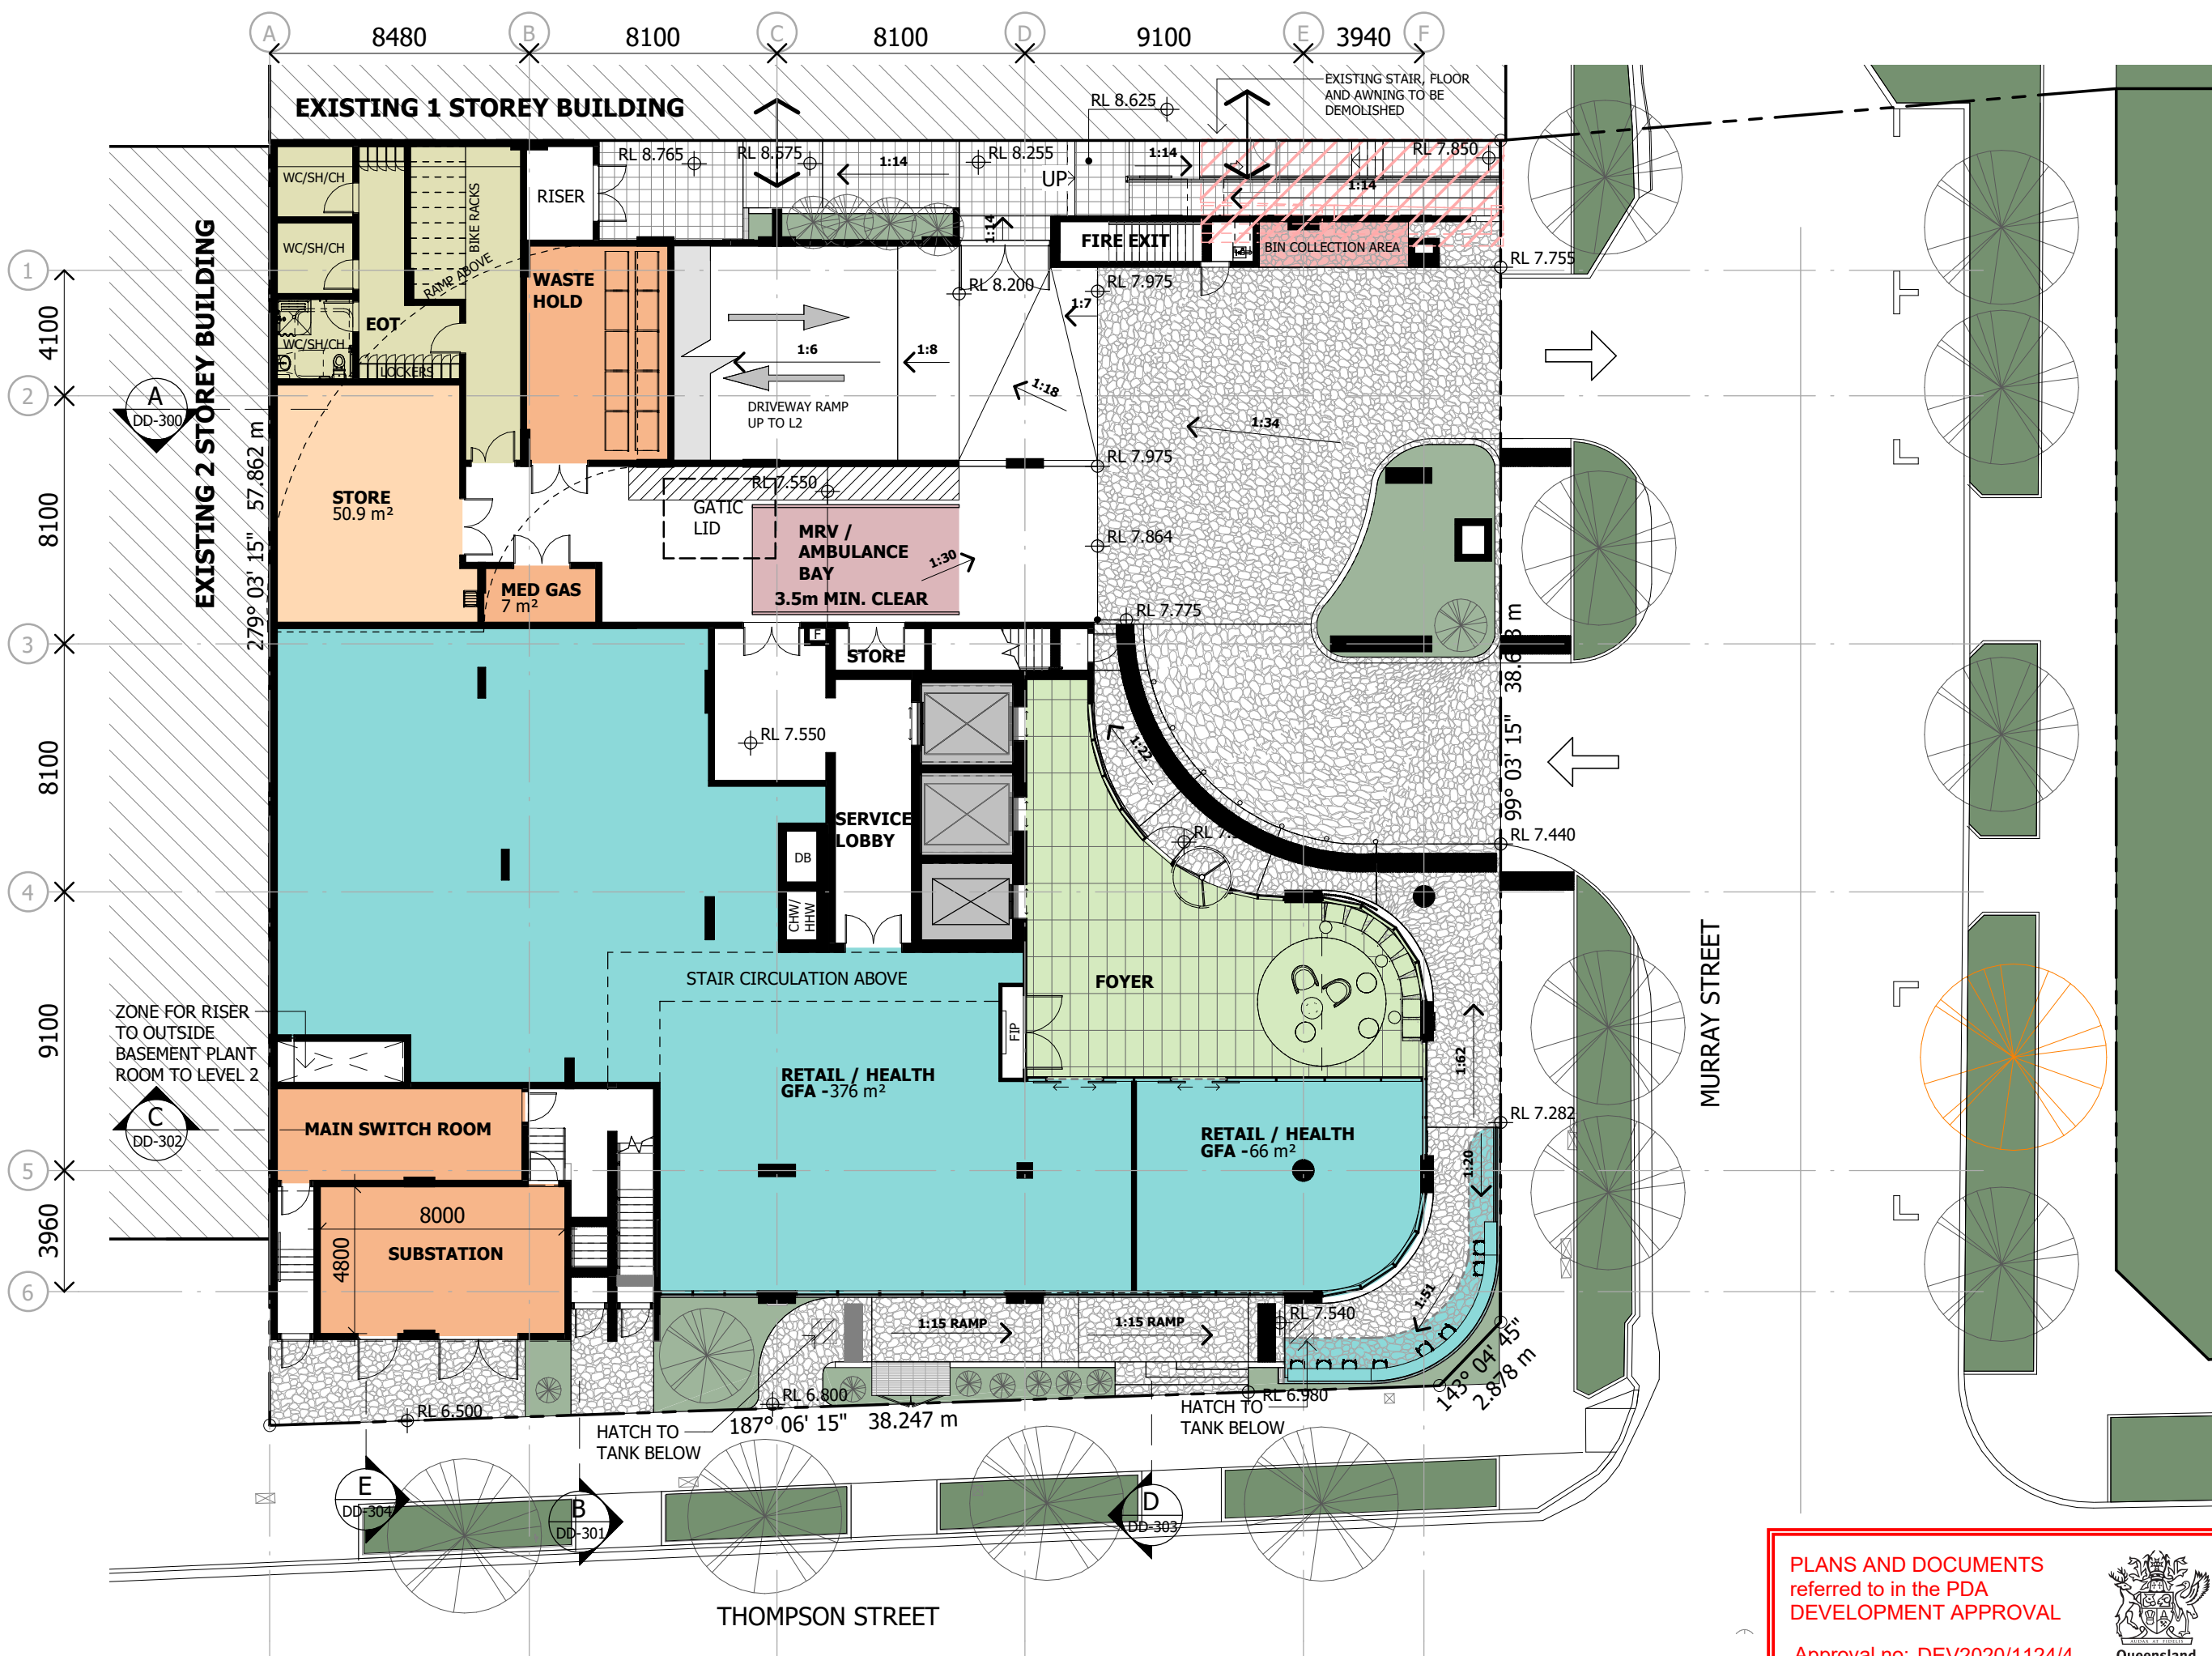 A
B
C
D
E
F
8480
8100
8100
9100
3940
EXISTING 1 STOREY BUILDING
EXISTING STAIR, FLOOR
AND AWNING TO BE
DEMOLISHED
RL 8.625
RL 8.765
RL 8.575
1:14
RL 8.255
UP
1:14
RL 7.850
1:14
1:14
WC/SH/CH
WC/SH/CH
WC/SH/CH
BIKE RACKS
RAMP ABOVE
EOT
LOCKERS
RISER
WASTE
HOLD
FIRE EXIT
BIN COLLECTION AREA
RL 7.755
RL 8.200
RL 7.975
1:7
1:6
1:8
1:18
1:34
DRIVEWAY RAMP
UP TO L2
RL 7.975
1
2
3
4
5
6
4100
8100
8100
9100
3960
EXISTING 2 STOREY BUILDING
279° 03' 15" 57.862 m
A
DD-300
STORE
50.9 m²
RL 7.550
GATIC
LID
MRV /
AMBULANCE
BAY
3.5m MIN. CLEAR
1:30
RL 7.864
MED GAS
7 m²
RL 7.775
F
STORE
RL 7.550
SERVICE
LOBBY
DB
CHW/
HHW
1:22
99° 03' 15"
RL 7.440
STAIR CIRCULATION ABOVE
FOYER
FIP
ZONE FOR RISER
TO OUTSIDE
BASEMENT PLANT
ROOM TO LEVEL 2
C
DD-302
RETAIL / HEALTH
GFA -376 m²
RETAIL / HEALTH
GFA -66 m²
1:62
RL 7.282
1:20
1:51
MURRAY STREET
MAIN SWITCH ROOM
8000
4800
SUBSTATION
1:15 RAMP
1:15 RAMP
RL 7.540
RL 6.500
RL 6.800
RL 6.980
HATCH TO
TANK BELOW
187° 06' 15" 38.247 m
HATCH TO
TANK BELOW
143° 04' 45"
2.878 m
E
DD-304
B
DD-301
D
DD-303
THOMPSON STREET
PLANS AND DOCUMENTS
referred to in the PDA
DEVELOPMENT APPROVAL
Approval no: DEV2020/1124/4
AUDAX AT FIDELIS
Queensland